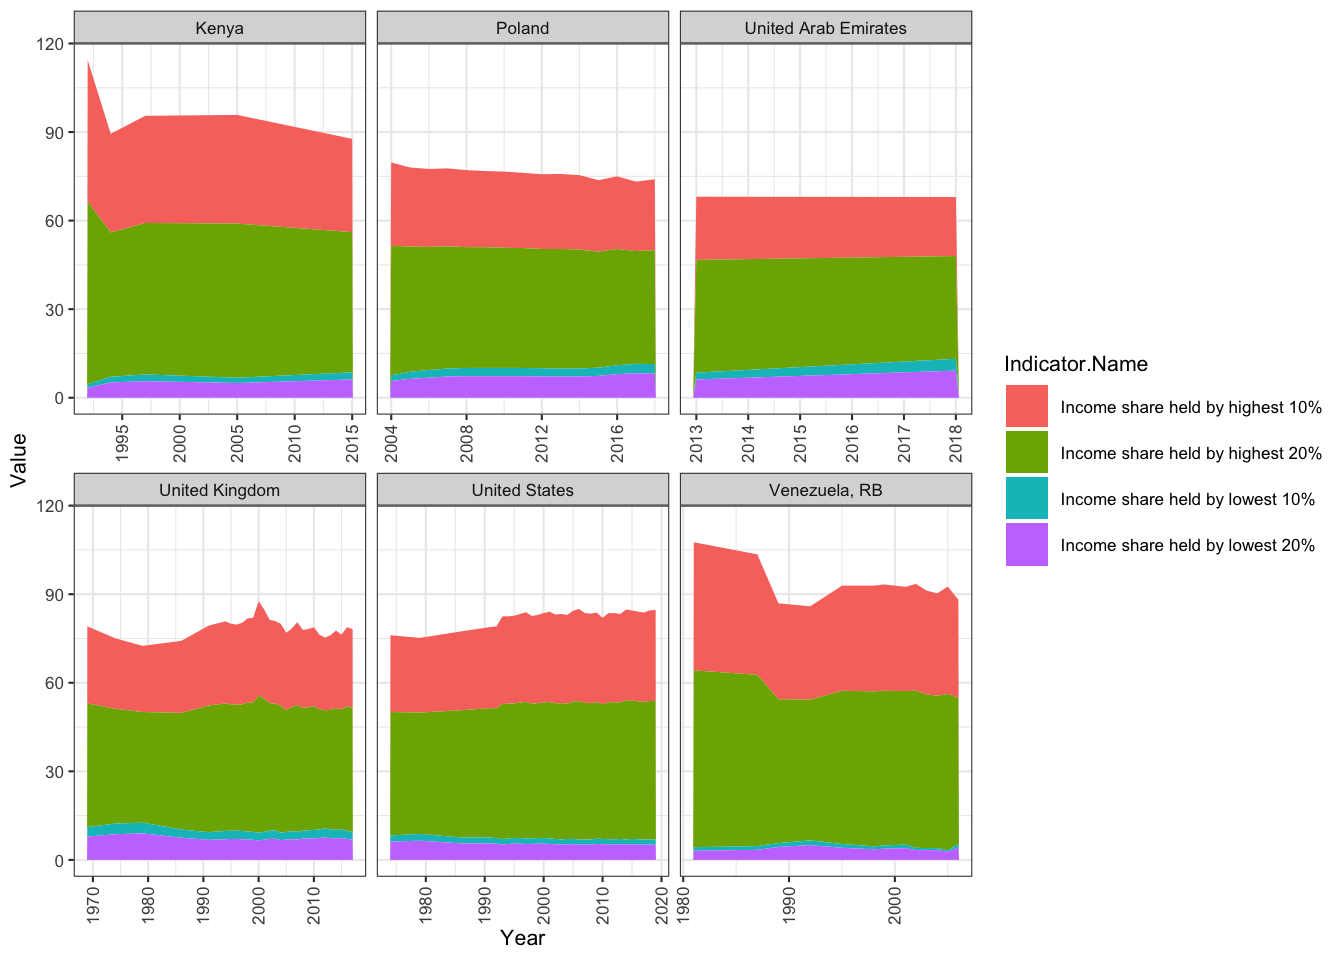 Kenya
Poland
United Arab Emirates
120
90
60
30
0
1995
2000
2005
2010
2015
2004
2008
2012
2016
2013
2014
2015
2016
2017
2018
United Kingdom
United States
Venezuela, RB
120
90
60
30
0
1970
1980
1990
2000
2010
1980
1990
2000
2010
2020
1980
1990
2000
Value
Year
Indicator.Name
Income share held by highest 10%
Income share held by highest 20%
Income share held by lowest 10%
Income share held by lowest 20%